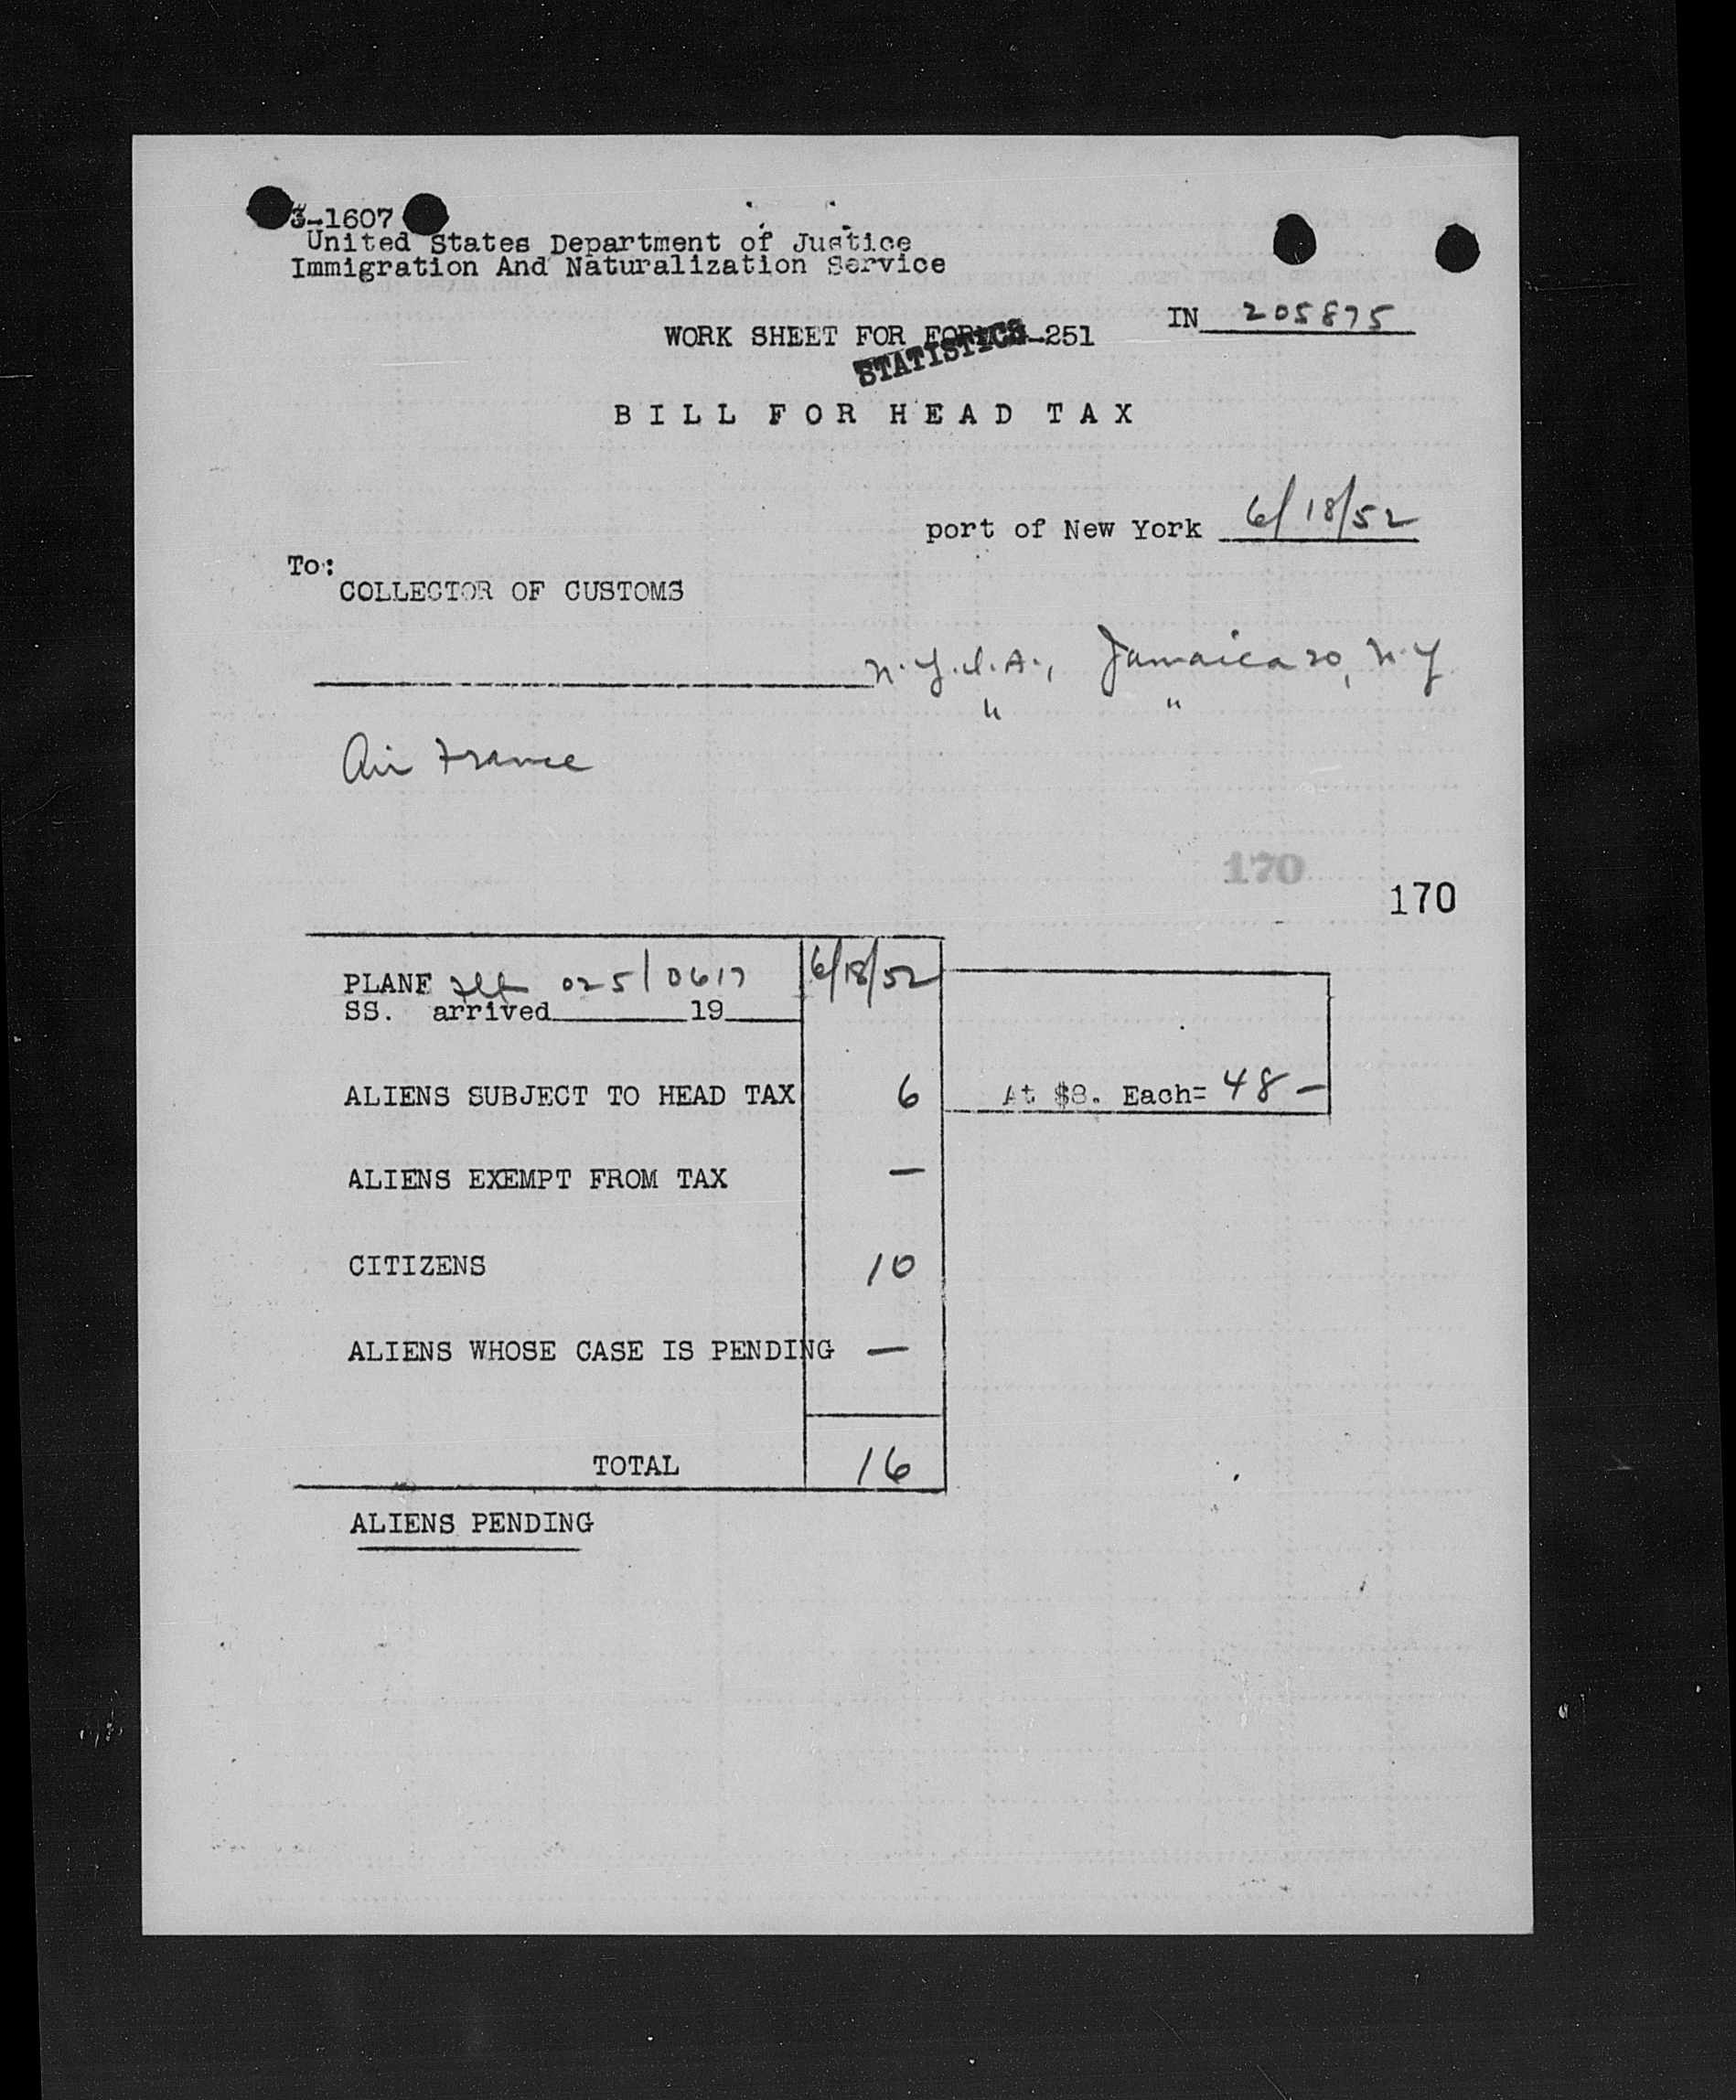 3-1607
United States Department of Justice
Immigration And Naturalization Service
IN 205875
WORK SHEET FOR -251
STATISTICS
BILL FOR HEAD TAX
port of New York 6/18/52
To:
COLLECTOR OF CUSTOMS
N.Y.I.A., Jamaica 20, N.Y
" "
Air France
170
170
PLANE flt 025/0617 6/18/52
SS. arrived 19
ALIENS SUBJECT TO HEAD TAX 6 At $8. Each= 48 —
ALIENS EXEMPT FROM TAX —
CITIZENS 10
ALIENS WHOSE CASE IS PENDING —
TOTAL 16
ALIENS PENDING